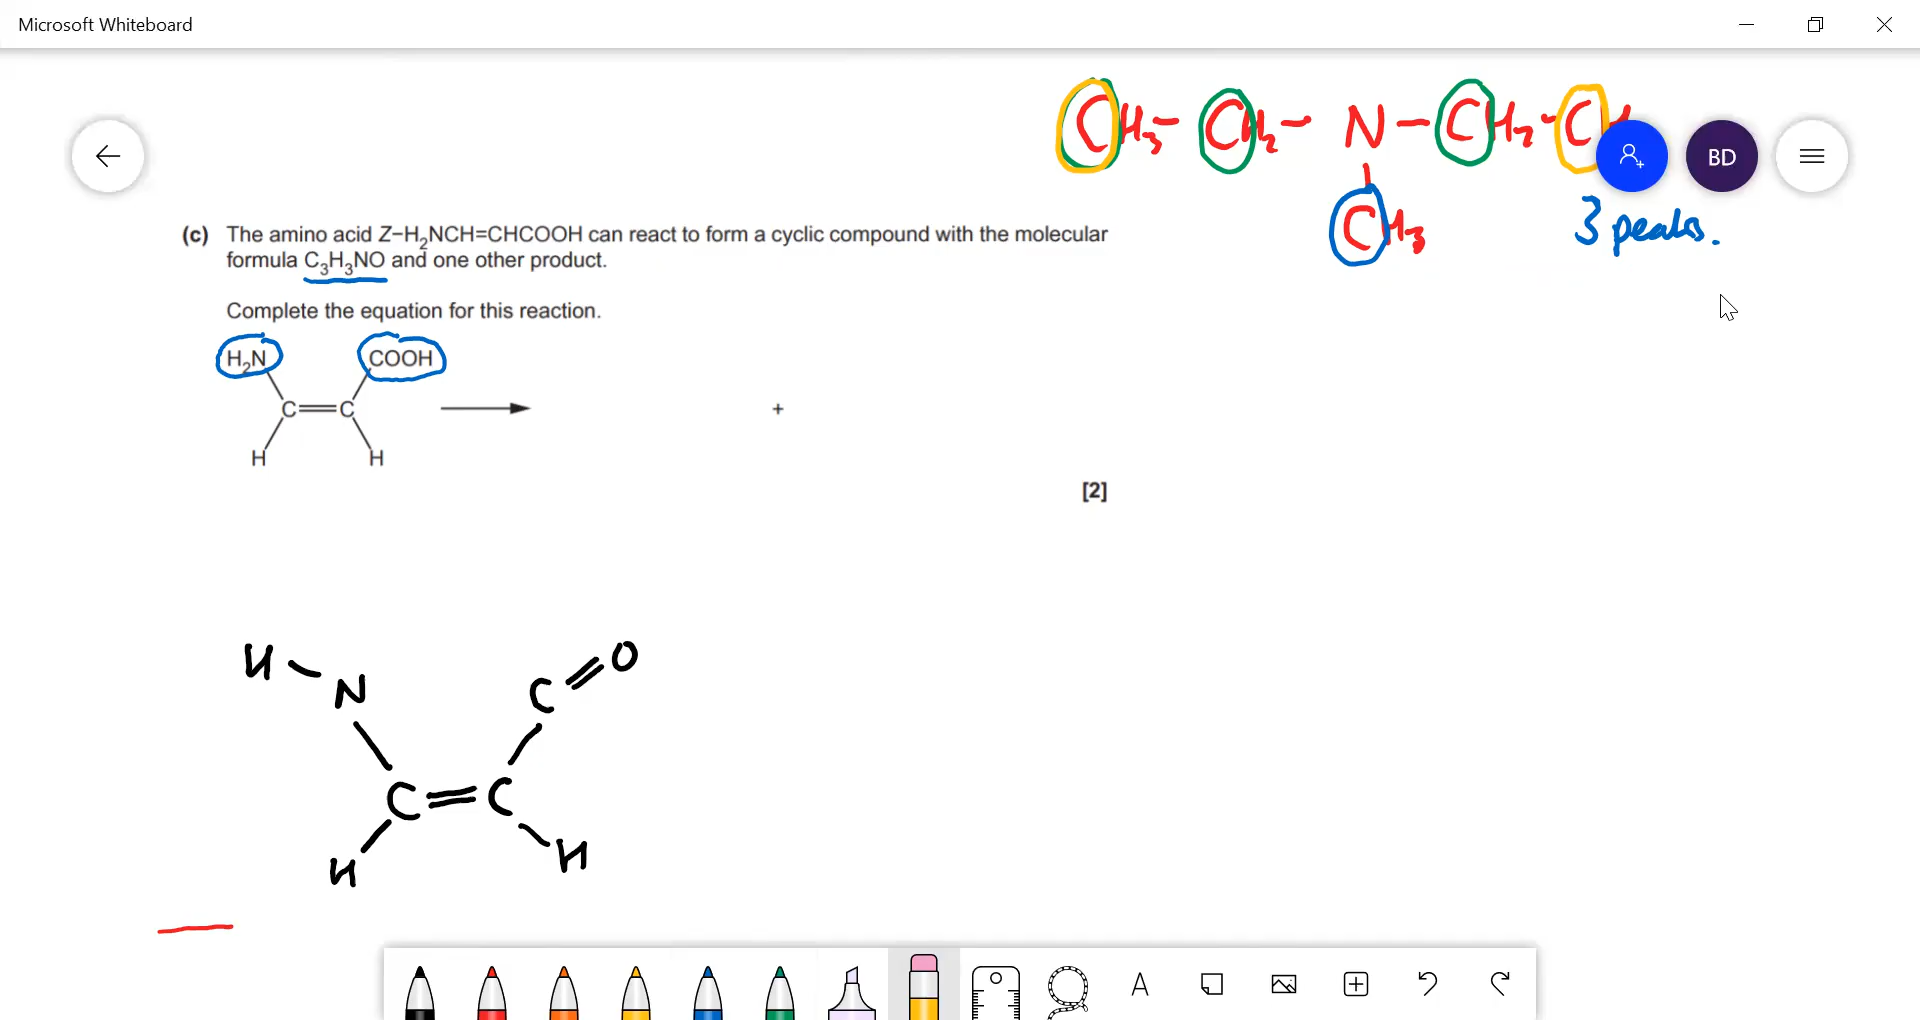 Microsoft Whiteboard
CH3 - CH2 - N - CH2 - CH
BD
CH3
3 peaks.
(c) The amino acid Z−H2NCH=CHCOOH can react to form a cyclic compound with the molecular
formula C3H3NO and one other product.
Complete the equation for this reaction.
H2N COOH
C C
+
H H
[2]
H N C O
C C
H H
A